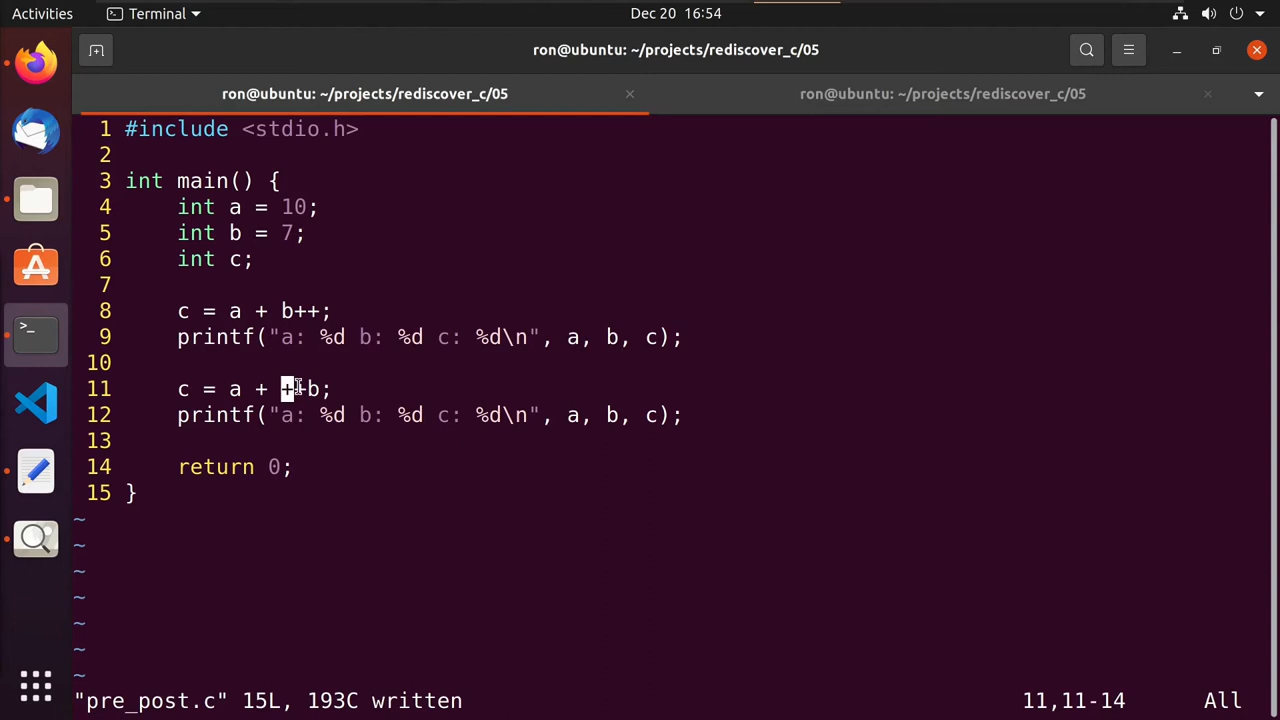 Activities Terminal Dec 20 16:54
ron@ubuntu: ~/projects/rediscover_c/05
ron@ubuntu: ~/projects/rediscover_c/05 ron@ubuntu: ~/projects/rediscover_c/05
1 #include <stdio.h>
2
3 int main() {
4     int a = 10;
5     int b = 7;
6     int c;
7
8     c = a + b++;
9     printf("a: %d b: %d c: %d\n", a, b, c);
10
11     c = a + ++b;
12     printf("a: %d b: %d c: %d\n", a, b, c);
13
14     return 0;
15 }
~
~
~
~
~
~
~
"pre_post.c" 15L, 193C written 11,11-14 All